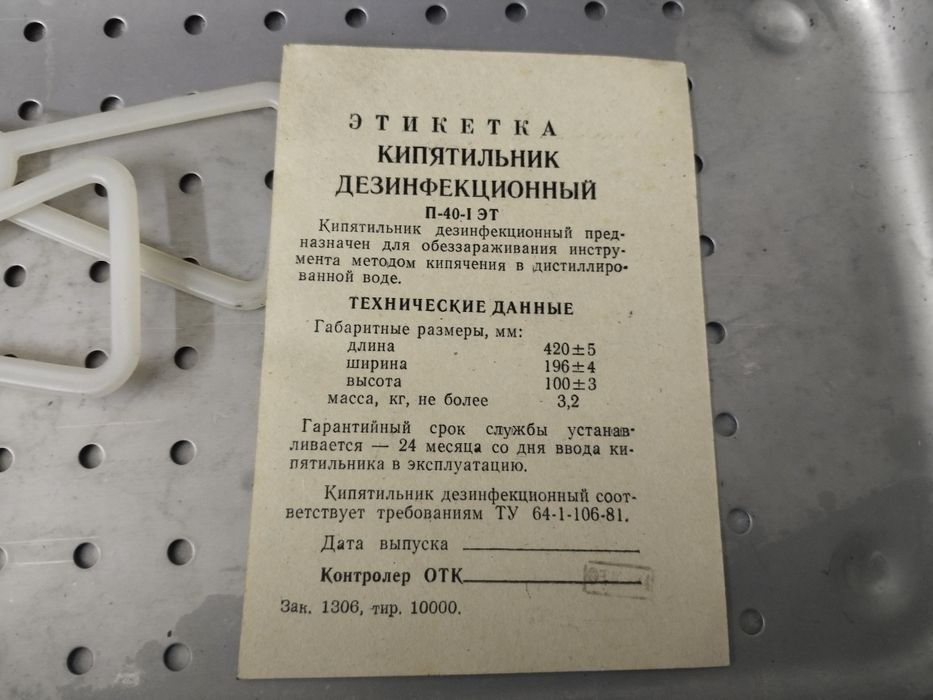 ЭТИКЕТКА
КИПЯТИЛЬНИК
ДЕЗИНФЕКЦИОННЫЙ
П-40-I ЭТ
Кипятильник дезинфекционный пред-
назначен для обеззараживания инстру-
мента методом кипячения в дистиллиро-
ванной воде.
ТЕХНИЧЕСКИЕ ДАННЫЕ
Габаритные размеры, мм:
длина 420±5
ширина 196±4
высота 100±3
масса, кг, не более 3,2
Гарантийный срок службы устанав-
ливается — 24 месяца со дня ввода ки-
пятильника в эксплуатацию.
Кипятильник дезинфекционный соот-
ветствует требованиям ТУ 64-1-106-81.
Дата выпуска
Контролер ОТК
Зак. 1306, тир. 10000.